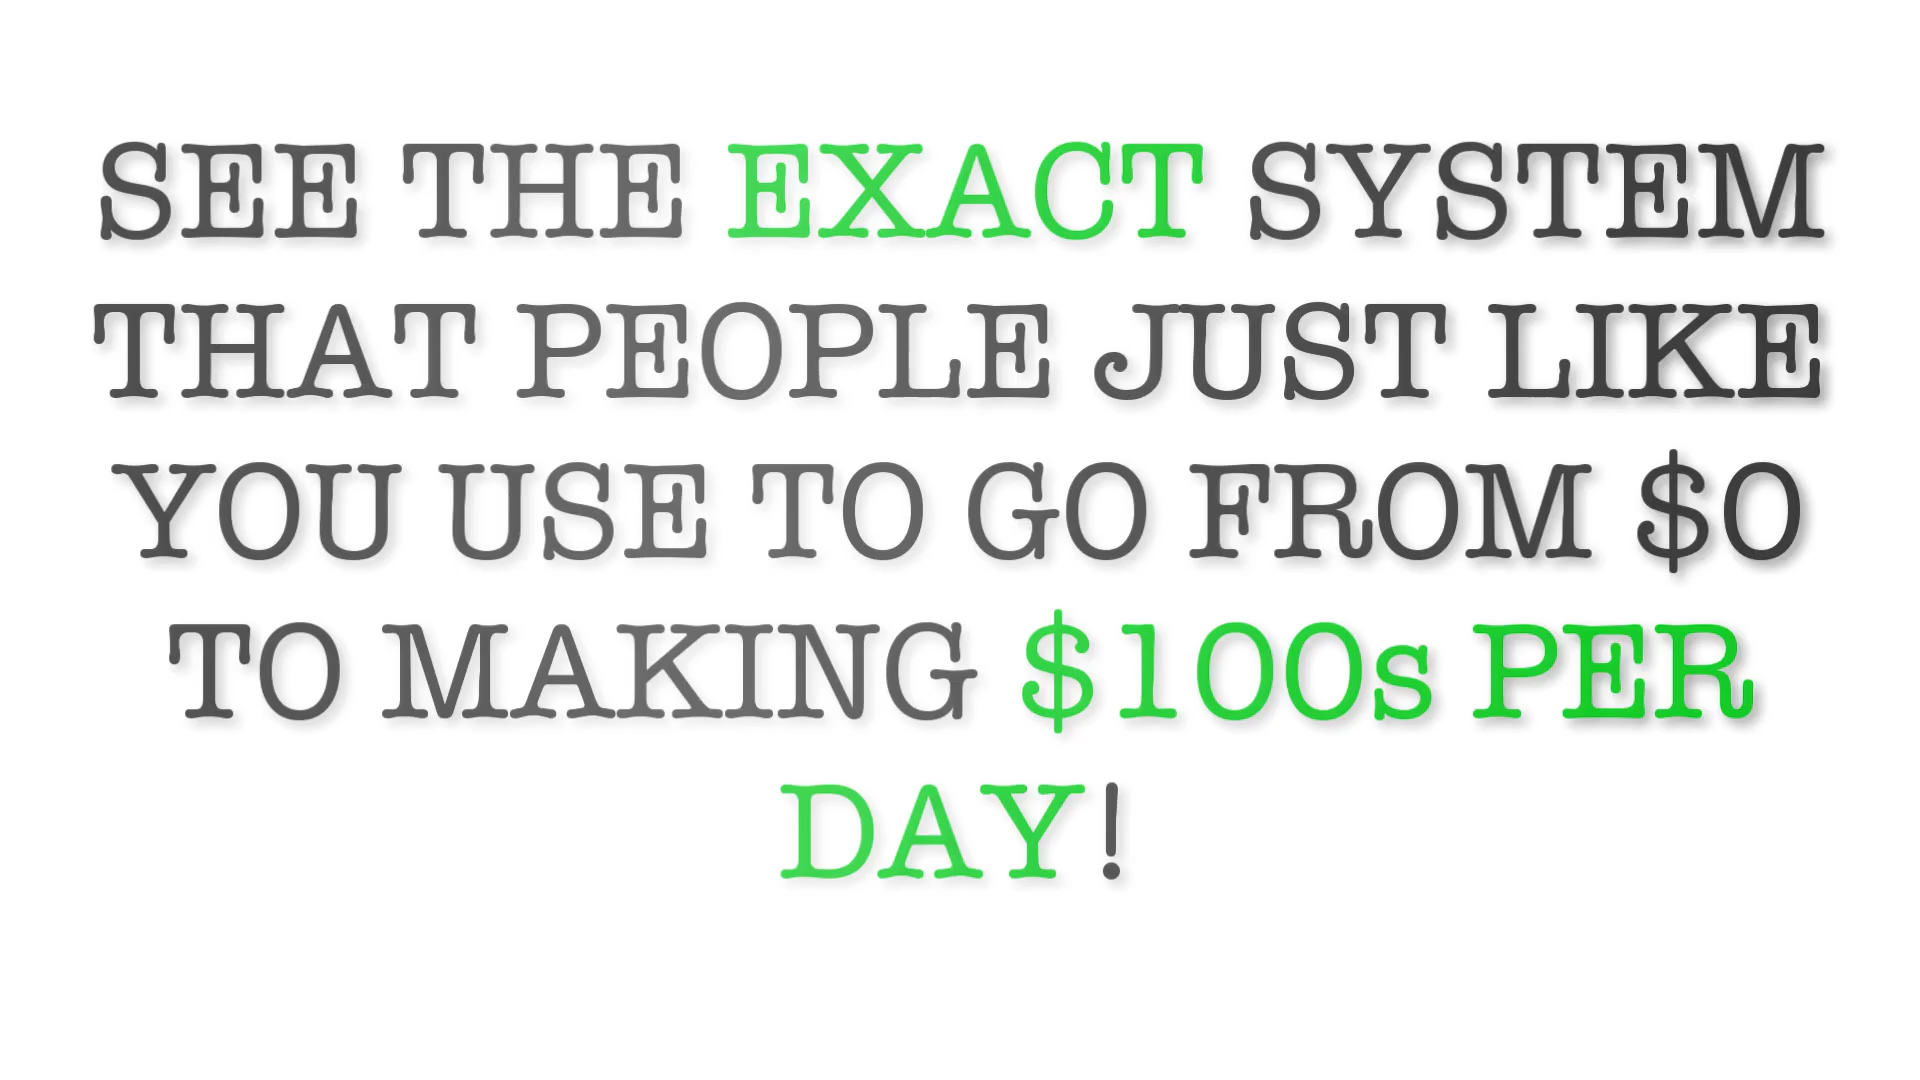 SEE THE EXACT SYSTEM
THAT PEOPLE JUST LIKE
YOU USE TO GO FROM $0
TO MAKING $100s PER
DAY!